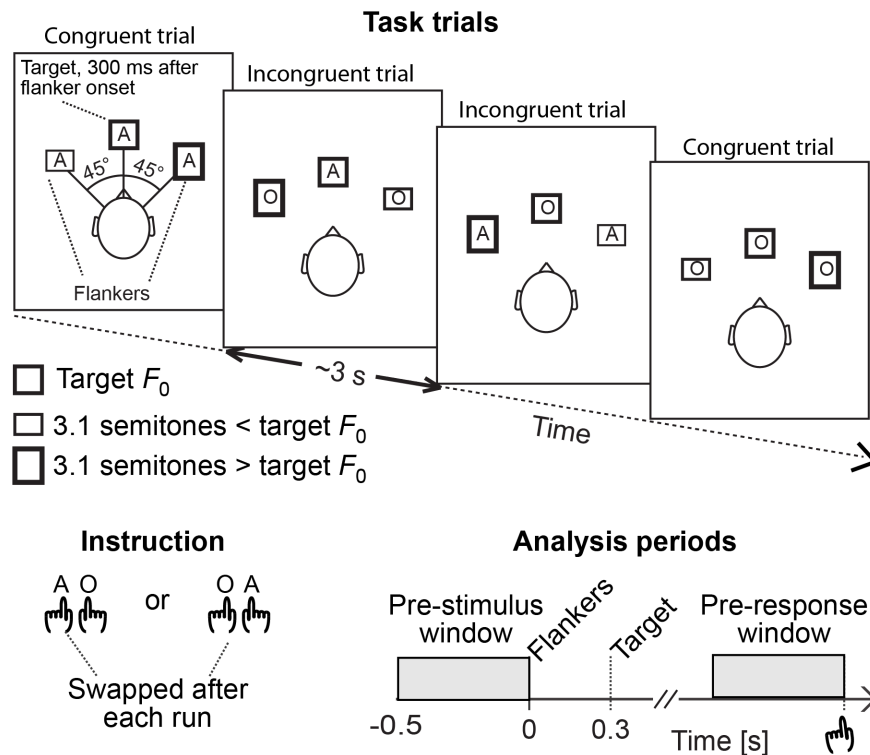 Task trials
Congruent trial
Target, 300 ms after
flanker onset
A
A
A
45°
45°
Flankers
Incongruent trial
A
O
O
Incongruent trial
O
A
A
Congruent trial
O
O
O
~3 s
Time
Target F₀
3.1 semitones < target F₀
3.1 semitones > target F₀
Instruction
A O
or
O A
Swapped after
each run
Analysis periods
Pre-stimulus
window
Flankers
Target
Pre-response
window
-0.5
0
0.3
Time [s]